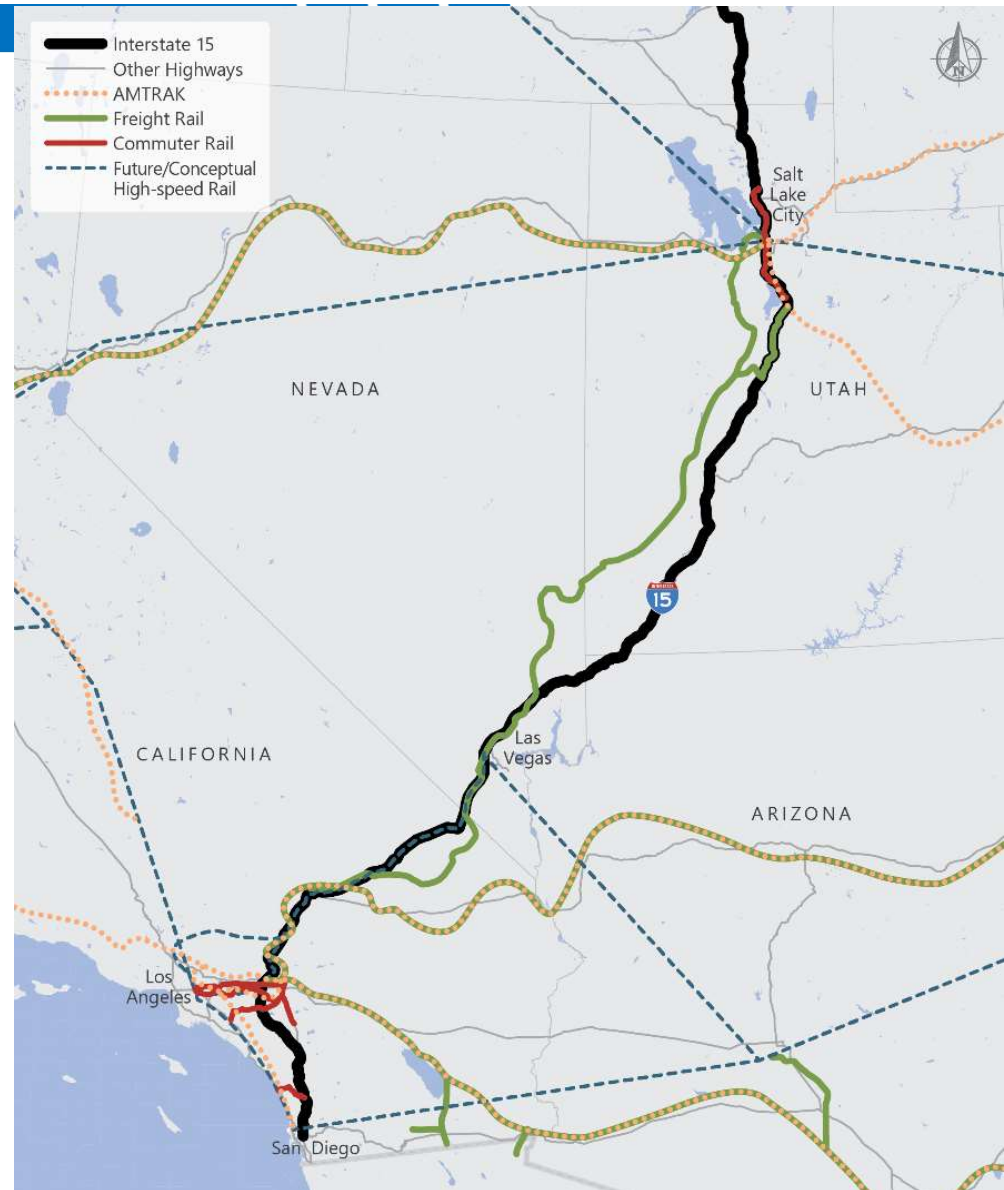 Interstate 15
Other Highways
AMTRAK
Freight Rail
Commuter Rail
Future/Conceptual
High-speed Rail
N
Salt
Lake
City
NEVADA
UTAH
15
Las
Vegas
CALIFORNIA
ARIZONA
Los
Angeles
San Diego